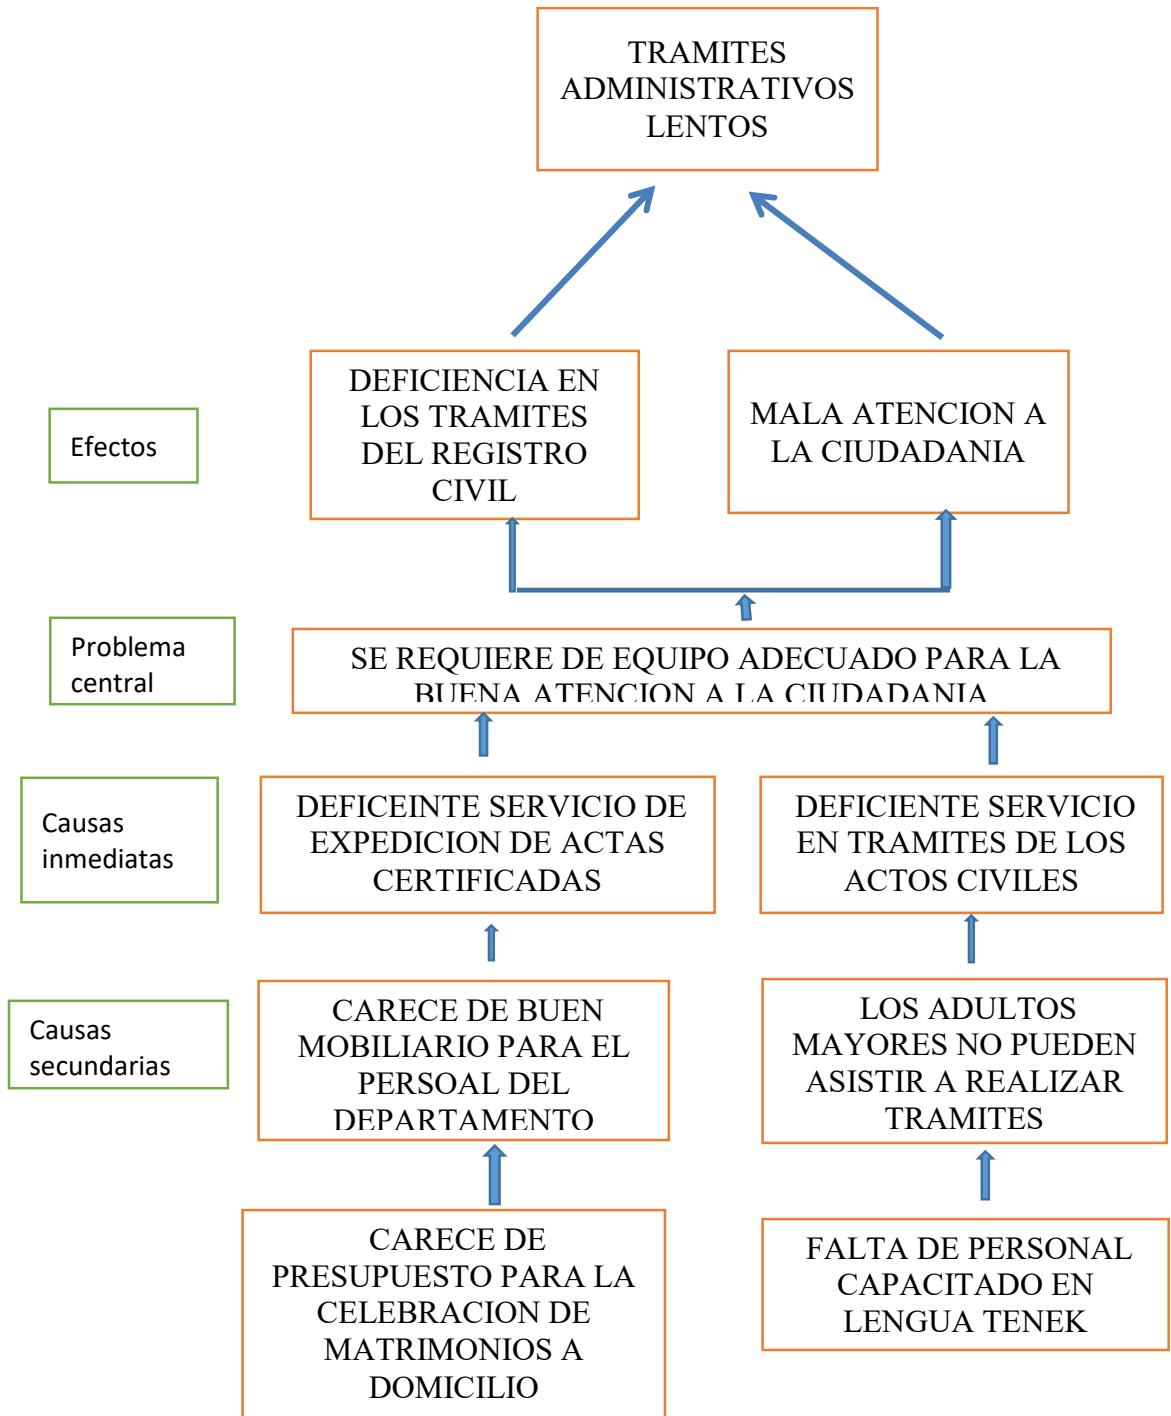 TRAMITES
ADMINISTRATIVOS
LENTOS
DEFICIENCIA EN
LOS TRAMITES
DEL REGISTRO
CIVIL
MALA ATENCION A
LA CIUDADANIA
Efectos
Problema
central
SE REQUIERE DE EQUIPO ADECUADO PARA LA
BUENA ATENCION A LA CIUDADANIA
Causas
inmediatas
DEFICEINTE SERVICIO DE
EXPEDICION DE ACTAS
CERTIFICADAS
DEFICIENTE SERVICIO
EN TRAMITES DE LOS
ACTOS CIVILES
Causas
secundarias
CARECE DE BUEN
MOBILIARIO PARA EL
PERSOAL DEL
DEPARTAMENTO
LOS ADULTOS
MAYORES NO PUEDEN
ASISTIR A REALIZAR
TRAMITES
CARECE DE
PRESUPUESTO PARA LA
CELEBRACION DE
MATRIMONIOS A
DOMICILIO
FALTA DE PERSONAL
CAPACITADO EN
LENGUA TENEK